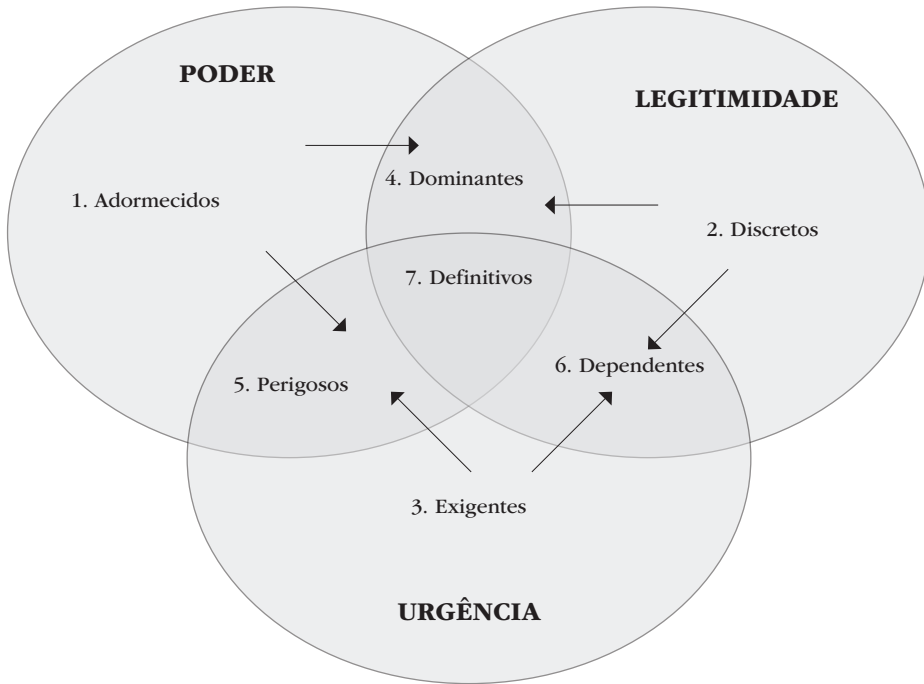 PODER
LEGITIMIDADE
4. Dominantes
1. Adormecidos
2. Discretos
7. Definitivos
6. Dependentes
5. Perigosos
3. Exigentes
URGÊNCIA